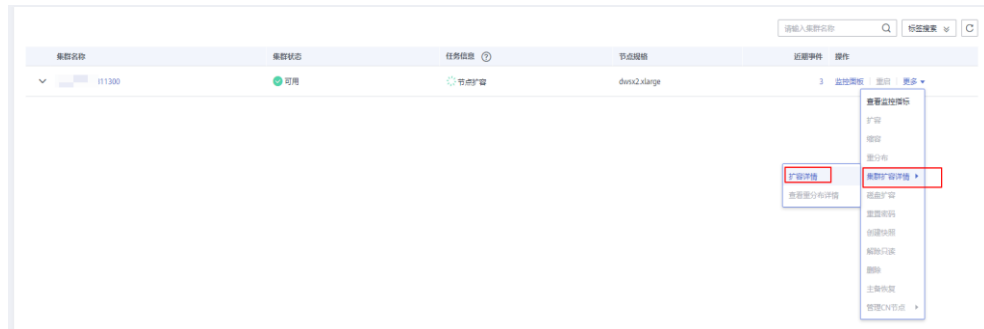 请输入集群名称 标签搜索
集群名称 集群状态 任务信息 节点规格 近期事件 操作
I11300 可用 节点扩容 dwsx2.xlarge 3 监控面板 重启 更多
查看监控指标
扩容
缩容
重分布
扩容详情 集群扩容详情
查看重分布详情 磁盘扩容
重置密码
创建快照
解除只读
删除
主备恢复
管理CN节点